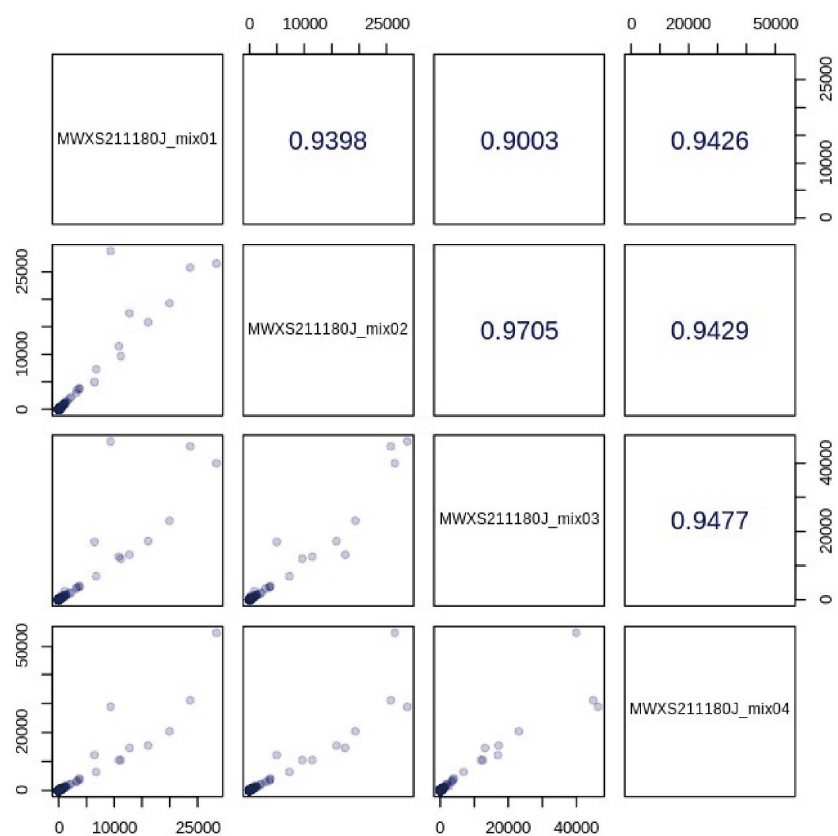 0 10000 25000
0 20000 50000
MWXS211180J_mix01
0.9398
0.9003
0.9426
25000
10000
0
25000
10000
0
MWXS211180J_mix02
0.9705
0.9429
MWXS211180J_mix03
0.9477
40000
20000
0
50000
20000
0
MWXS211180J_mix04
0 10000 25000
0 20000 40000